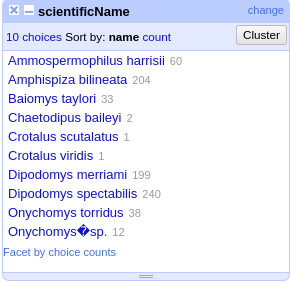 scientificName change
10 choices Sort by: name count Cluster
Ammospermophilus harrisii 60
Amphispiza bilineata 204
Baiomys taylori 33
Chaetodipus baileyi 2
Crotalus scutalatus 1
Crotalus viridis 1
Dipodomys merriami 199
Dipodomys spectabilis 240
Onychomys torridus 38
Onychomys�sp. 12
Facet by choice counts